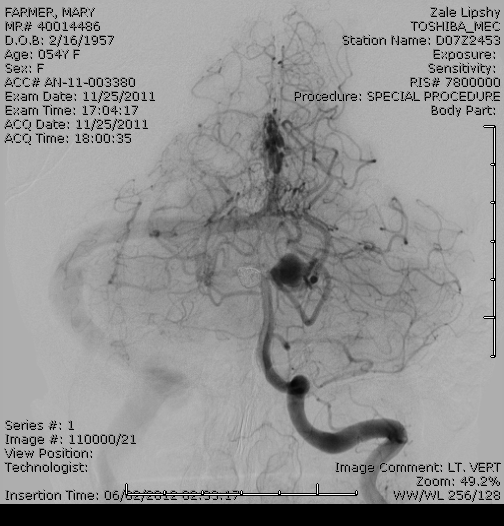 FARMER, MARY
MR# 40014486
D.O.B: 2/16/1957
Age: 054Y F
Sex: F
ACC# AN-11-003380
Exam Date: 11/25/2011
Exam Time: 17:04:17
ACQ Date: 11/25/2011
ACQ Time: 18:00:35
Zale Lipshy
TOSHIBA_MEC
Station Name: D07Z2453
Exposure:
Sensitivity:
RIS# 7800000
Procedure: SPECIAL PROCEDURE
Body Part:
Series #: 1
Image #: 110000/21
View Position:
Technologist:
Insertion Time: 06/02/2012 02:53:17
Image Comment: LT. VERT
Zoom: 49.2%
WW/WL 256/128